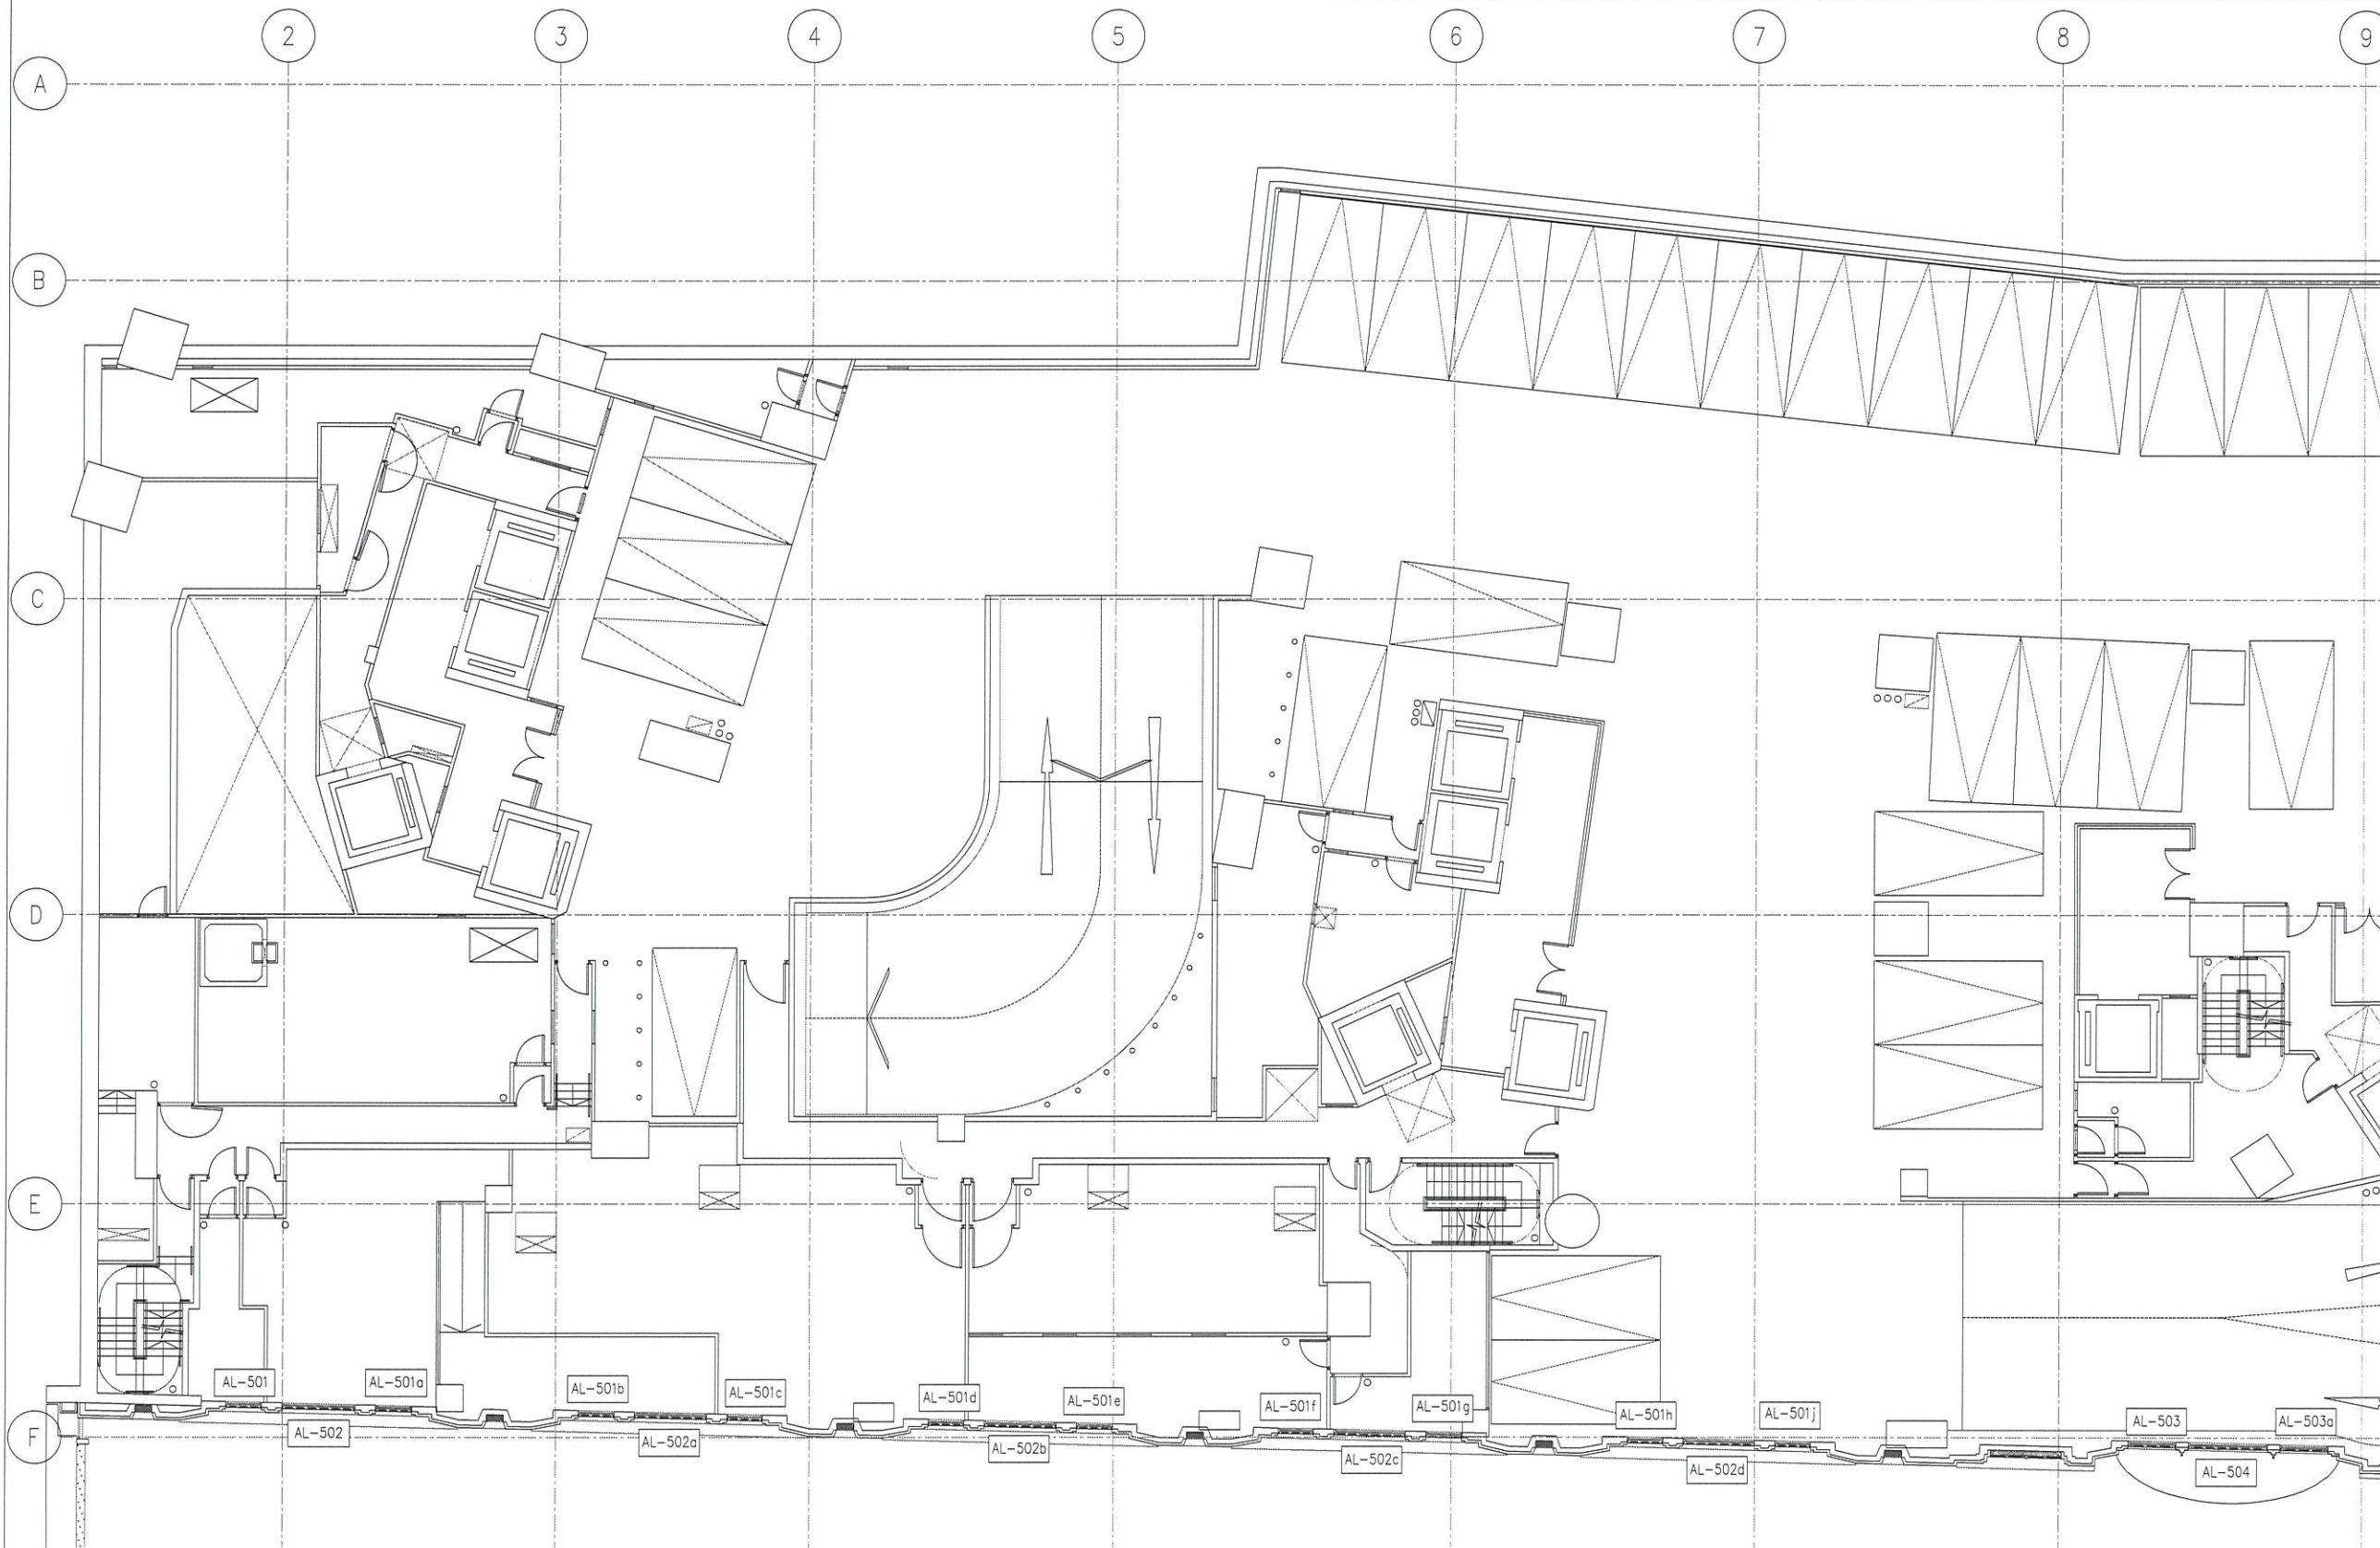 2 3 4 5 6 7 8 9
A
B
C
D
E
F
AL-501 AL-501a AL-501b AL-501c AL-501d AL-501e AL-501f AL-501g AL-501h AL-501j AL-503 AL-503a
AL-502 AL-502a AL-502b AL-502c AL-502d AL-504